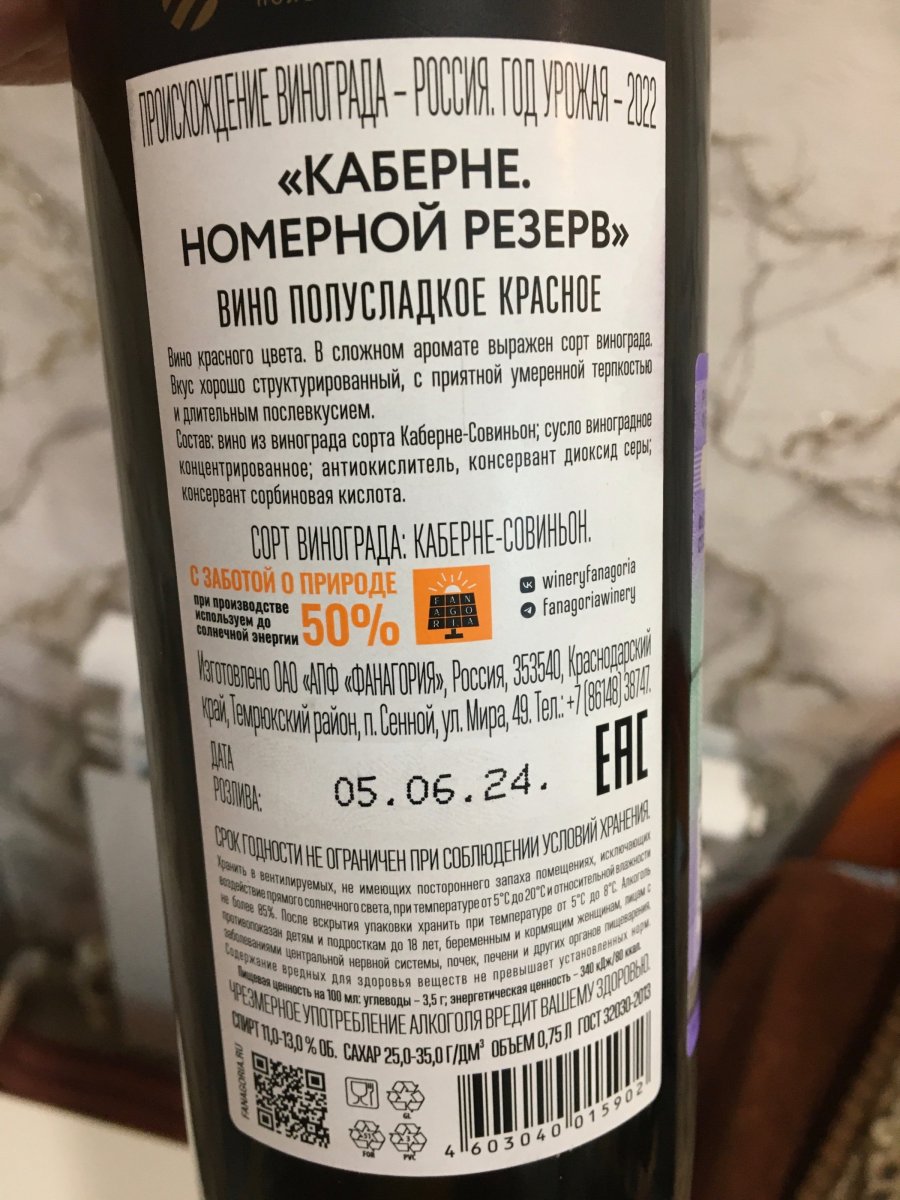 ПРОИСХОЖДЕНИЕ ВИНОГРАДА – РОССИЯ. ГОД УРОЖАЯ – 2022
«КАБЕРНЕ.
НОМЕРНОЙ РЕЗЕРВ»
ВИНО ПОЛУСЛАДКОЕ КРАСНОЕ
Вино красного цвета. В сложном аромате выражен сорт винограда.
Вкус хорошо структурированный, с приятной умеренной терпкостью
и длительным послевкусием.
Состав: вино из винограда сорта Каберне-Совиньон; сусло виноградное
концентрированное; антиокислитель, консервант диоксид серы;
консервант сорбиновая кислота.
СОРТ ВИНОГРАДА: КАБЕРНЕ-СОВИНЬОН.
С ЗАБОТОЙ О ПРИРОДЕ
при производстве
используем до
солнечной энергии
50%
FAN
AGO
RIA
wineryfanagoria
fanagoriawinery
Изготовлено ОАО «АПФ «ФАНАГОРИЯ», Россия, 353540, Краснодарский
край, Темрюкский район, п. Сенной, ул. Мира, 49. Тел.: +7 (86148) 38747.
ДАТА
РОЗЛИВА:
05.06.24.
EAC
СРОК ГОДНОСТИ НЕ ОГРАНИЧЕН ПРИ СОБЛЮДЕНИИ УСЛОВИЙ ХРАНЕНИЯ.
Хранить в вентилируемых, не имеющих постороннего запаха помещениях, исключающих
воздействие прямого солнечного света, при температуре от 5°С до 20°С и относительной влажности
не более 85%. После вскрытия упаковки хранить при температуре от 5°С до 8°С. Алкоголь
противопоказан детям и подросткам до 18 лет, беременным и кормящим женщинам, лицам с
заболеваниями центральной нервной системы, почек, печени и других органов пищеварения.
Содержание вредных для здоровья веществ не превышает установленных норм.
Пищевая ценность на 100 мл: углеводы – 3,5 г; энергетическая ценность – 340 кДж/80 ккал.
ЧРЕЗМЕРНОЕ УПОТРЕБЛЕНИЕ АЛКОГОЛЯ ВРЕДИТ ВАШЕМУ ЗДОРОВЬЮ.
СПИРТ 11,0-13,0 % ОБ. САХАР 25,0-35,0 Г/ДМ³ ОБЪЕМ 0,75 Л ГОСТ 32030-2013
FANAGORIA.RU
FOR
PVC
4 603040 015902